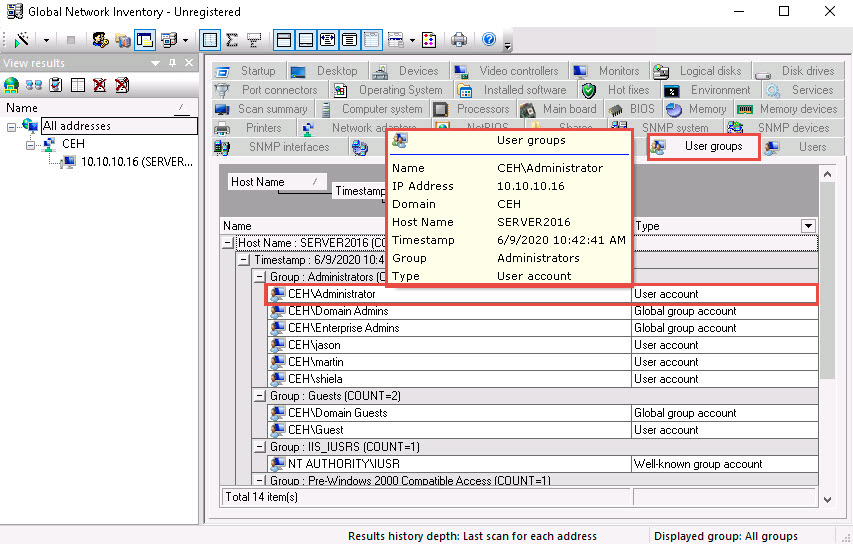 Global Network Inventory - Unregistered
View results
Name
All addresses
CEH
10.10.10.16 (SERVER...
Startup Desktop Devices Video controllers Monitors Logical disks Disk drives
Port connectors Operating System Installed software Hot fixes Environment Services
Scan summary Computer system Processors Main board BIOS Memory Memory devices
Printers Network adapters NetBIOS Shares SNMP system SNMP devices
SNMP interfaces User groups Users
User groups
Name CEH\Administrator
IP Address 10.10.10.16
Domain CEH
Host Name SERVER2016
Timestamp 6/9/2020 10:42:41 AM
Group Administrators
Type User account
Host Name
Timestamp
Name Type
Host Name : SERVER2016 (CO
Timestamp : 6/9/2020 10:4
Group : Administrators (C
CEH\Administrator User account
CEH\Domain Admins Global group account
CEH\Enterprise Admins Global group account
CEH\jason User account
CEH\martin User account
CEH\shiela User account
Group : Guests (COUNT=2)
CEH\Domain Guests Global group account
CEH\Guest User account
Group : IIS_IUSRS (COUNT=1)
NT AUTHORITY\IUSR Well-known group account
Group : Pre-Windows 2000 Compatible Access (COUNT=1)
Total 14 item(s)
Results history depth: Last scan for each address Displayed group: All groups